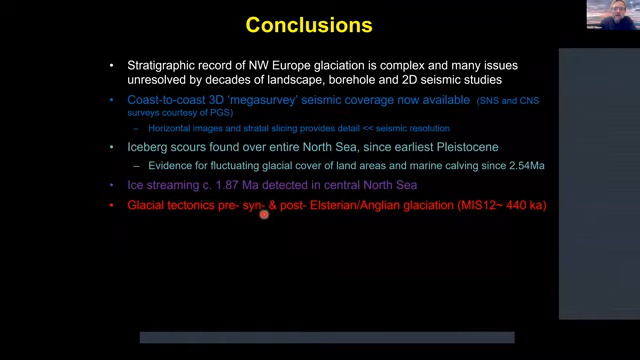 Conclusions
• Stratigraphic record of NW Europe glaciation is complex and many issues
unresolved by decades of landscape, borehole and 2D seismic studies
• Coast-to-coast 3D 'megasurvey' seismic coverage now available (SNS and CNS
surveys courtesy of PGS)
– Horizontal images and stratal slicing provides detail << seismic resolution
• Iceberg scours found over entire North Sea, since earliest Pleistocene
– Evidence for fluctuating glacial cover of land areas and marine calving since 2.54Ma
• Ice streaming c. 1.87 Ma detected in central North Sea
• Glacial tectonics pre- syn- & post- Elsterian/Anglian glaciation (MIS12~ 440 ka)